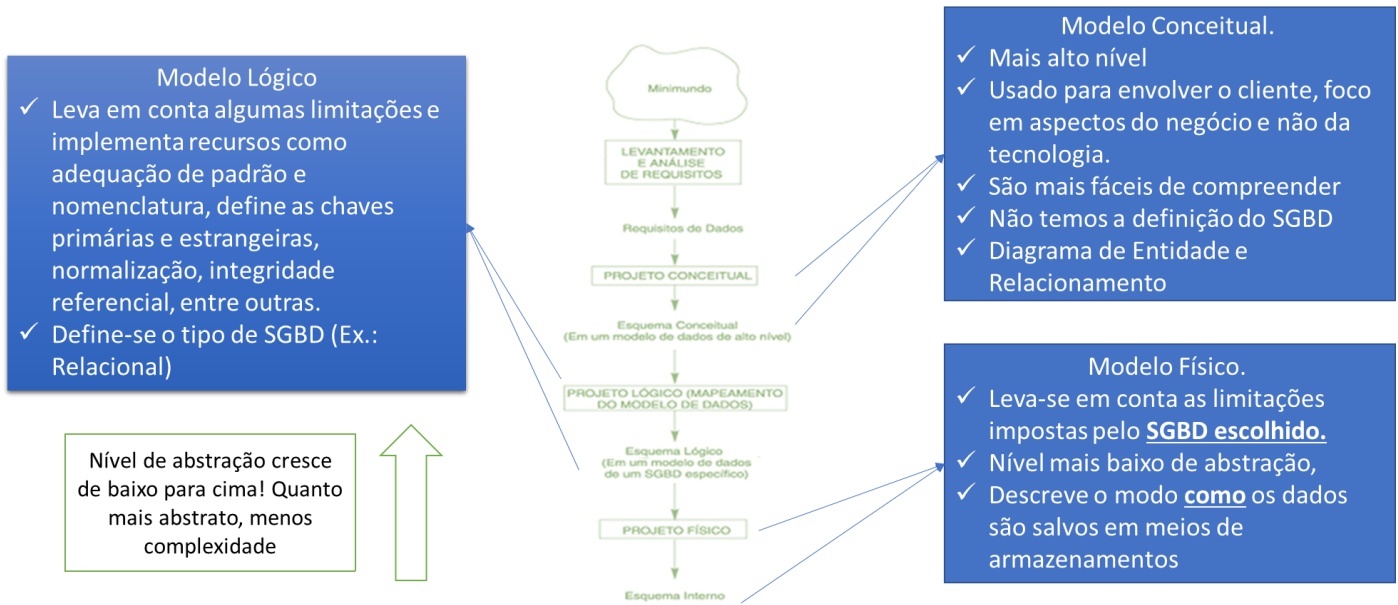 Modelo Lógico
✓ Leva em conta algumas limitações e
implementa recursos como
adequação de padrão e
nomenclatura, define as chaves
primárias e estrangeiras,
normalização, integridade
referencial, entre outras.
✓ Define-se o tipo de SGBD (Ex.:
Relacional)
Nível de abstração cresce
de baixo para cima! Quanto
mais abstrato, menos
complexidade
Minimundo
LEVANTAMENTO
E ANÁLISE
DE REQUISITOS
Requisitos de Dados
PROJETO CONCEITUAL
Esquema Conceitual
(Em um modelo de dados de alto nível)
PROJETO LÓGICO (MAPEAMENTO
DO MODELO DE DADOS)
Esquema Lógico
(Em um modelo de dados
de um SGBD específico)
PROJETO FÍSICO
Esquema Interno
Modelo Conceitual.
✓ Mais alto nível
✓ Usado para envolver o cliente, foco
em aspectos do negócio e não da
tecnologia.
✓ São mais fáceis de compreender
✓ Não temos a definição do SGBD
✓ Diagrama de Entidade e
Relacionamento
Modelo Físico.
✓ Leva-se em conta as limitações
impostas pelo SGBD escolhido.
✓ Nível mais baixo de abstração,
✓ Descreve o modo como os dados
são salvos em meios de
armazenamentos